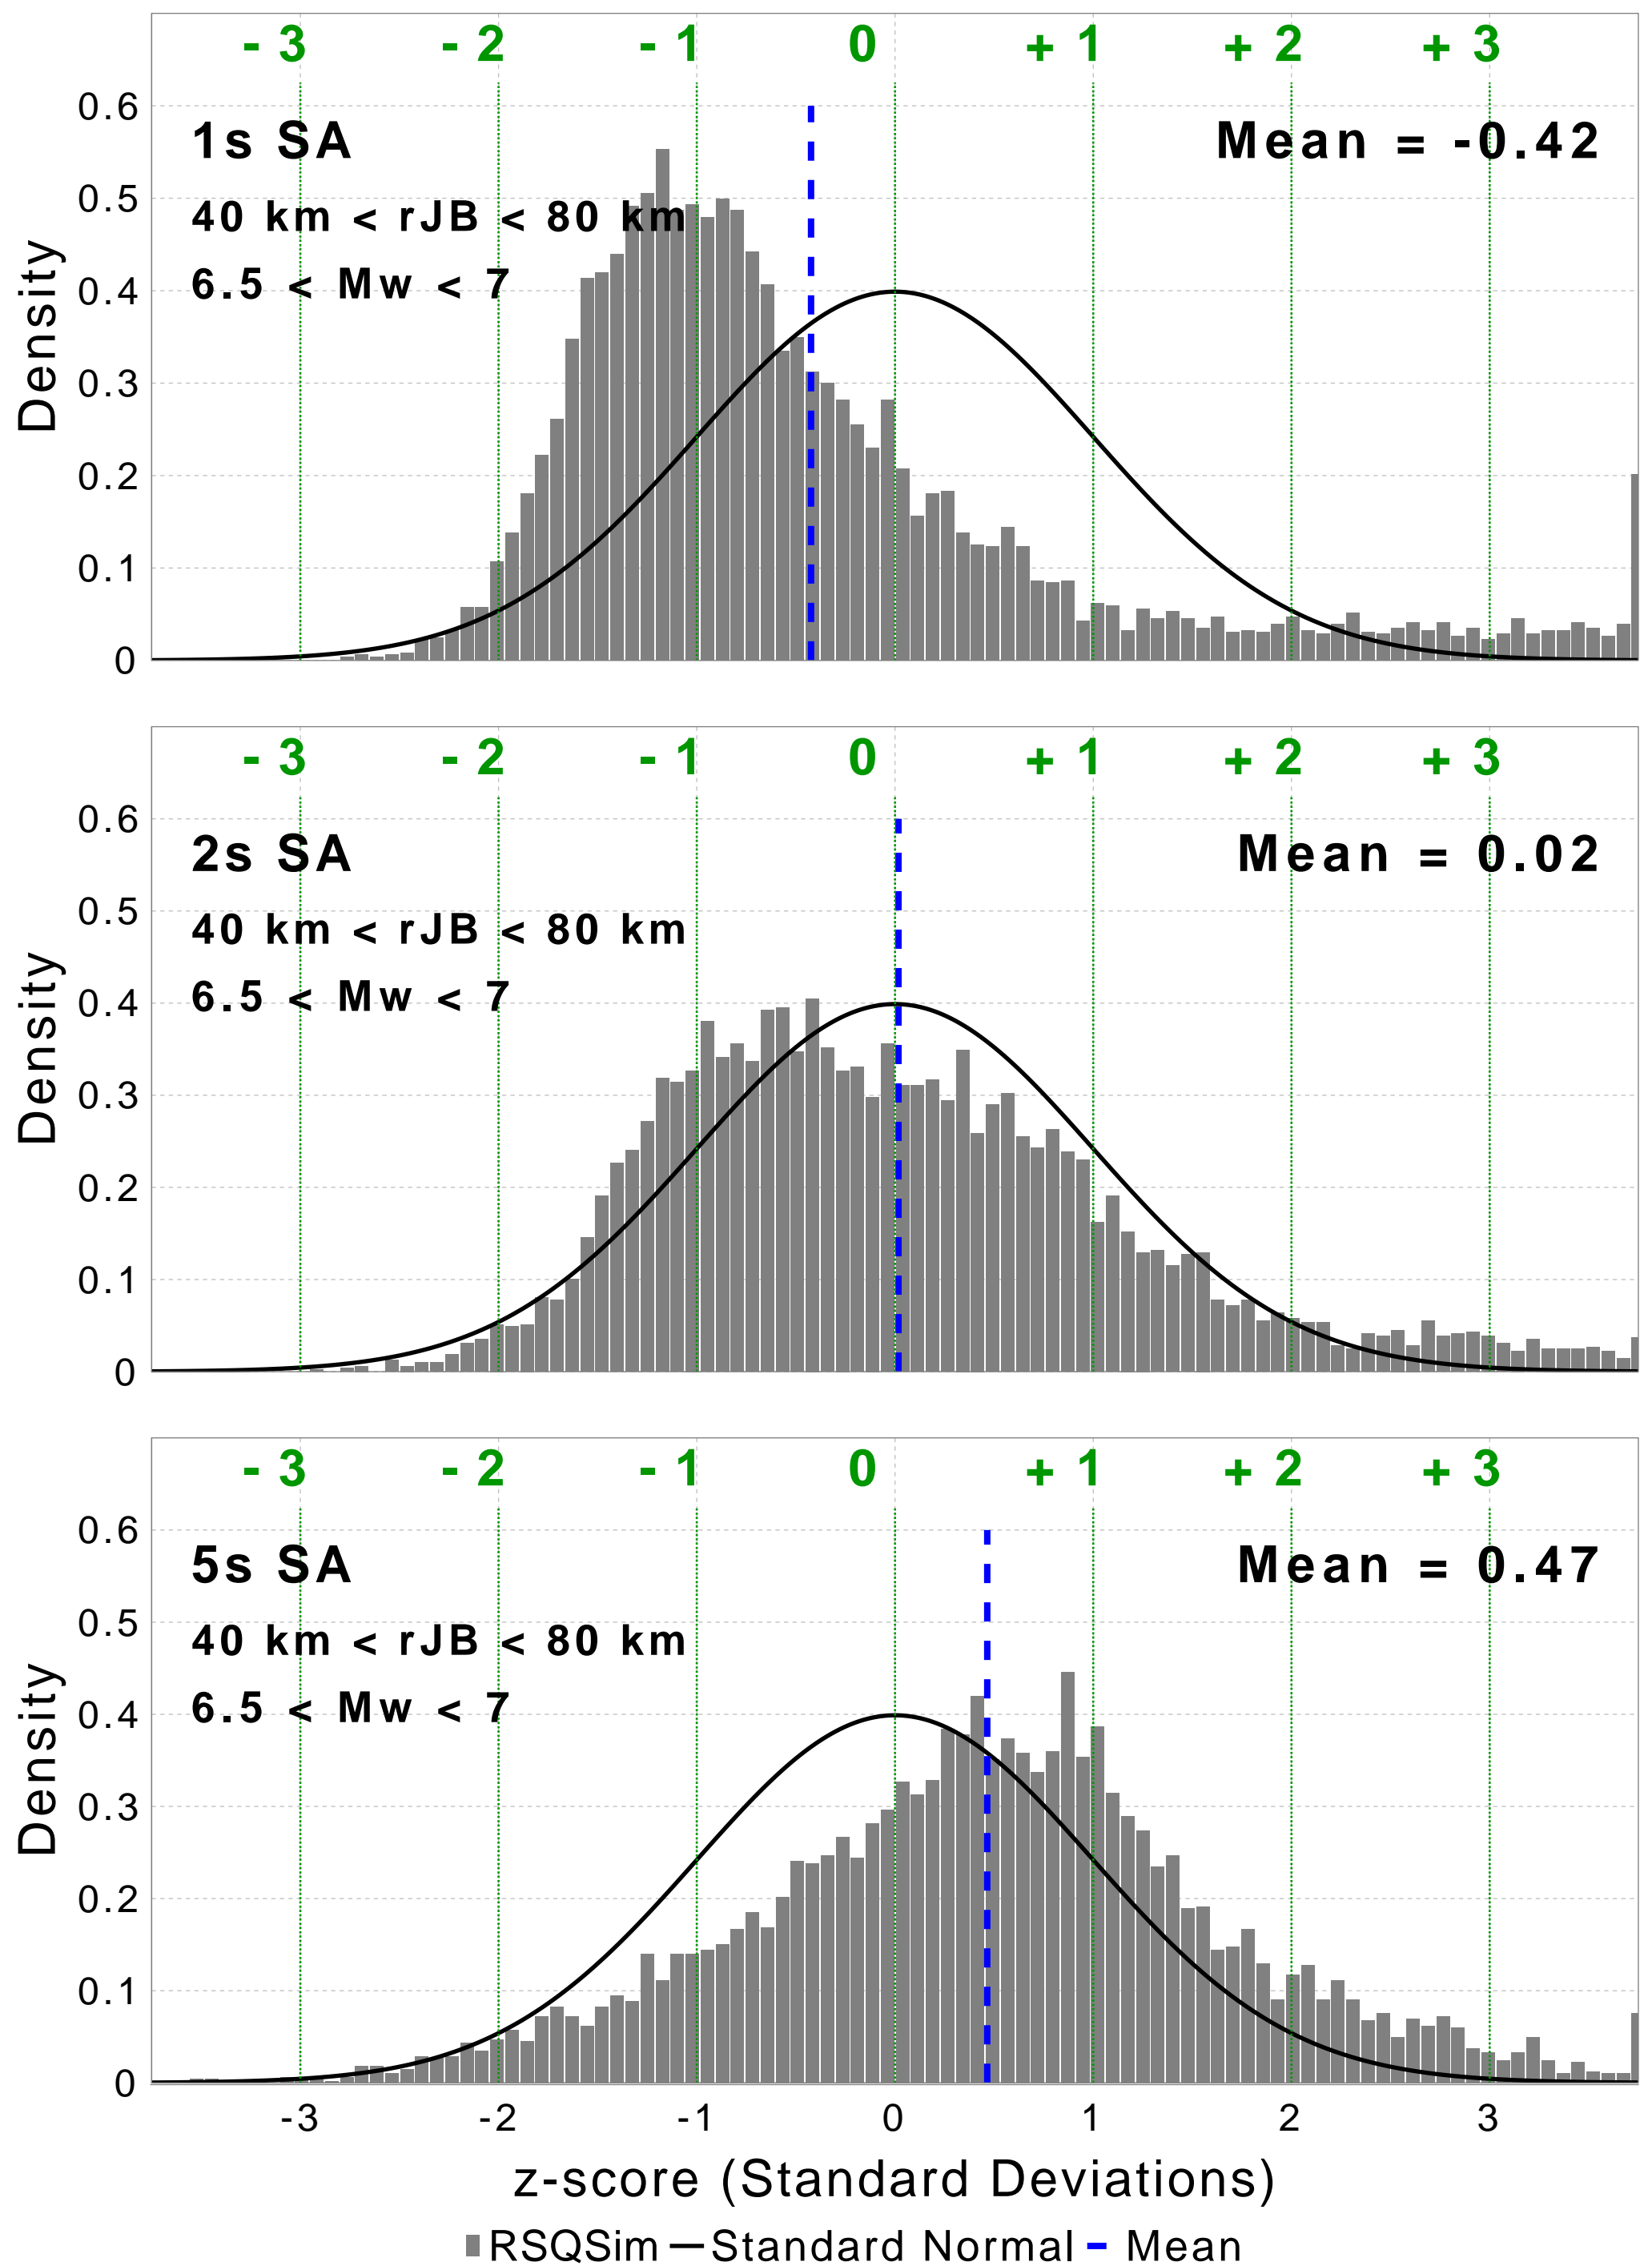 - 3 - 2 - 1 0 + 1 + 2 + 3
0.6
1s SA Mean = -0.42
0.5
40 km < rJB < 80 km
6.5 < Mw < 7
0.4
0.3
0.2
0.1
0
Density
- 3 - 2 - 1 0 + 1 + 2 + 3
0.6
2s SA Mean = 0.02
0.5
40 km < rJB < 80 km
6.5 < Mw < 7
0.4
0.3
0.2
0.1
0
Density
- 3 - 2 - 1 0 + 1 + 2 + 3
0.6
5s SA Mean = 0.47
0.5
40 km < rJB < 80 km
6.5 < Mw < 7
0.4
0.3
0.2
0.1
0
Density
-3 -2 -1 0 1 2 3
z-score (Standard Deviations)
RSQSim Standard Normal Mean